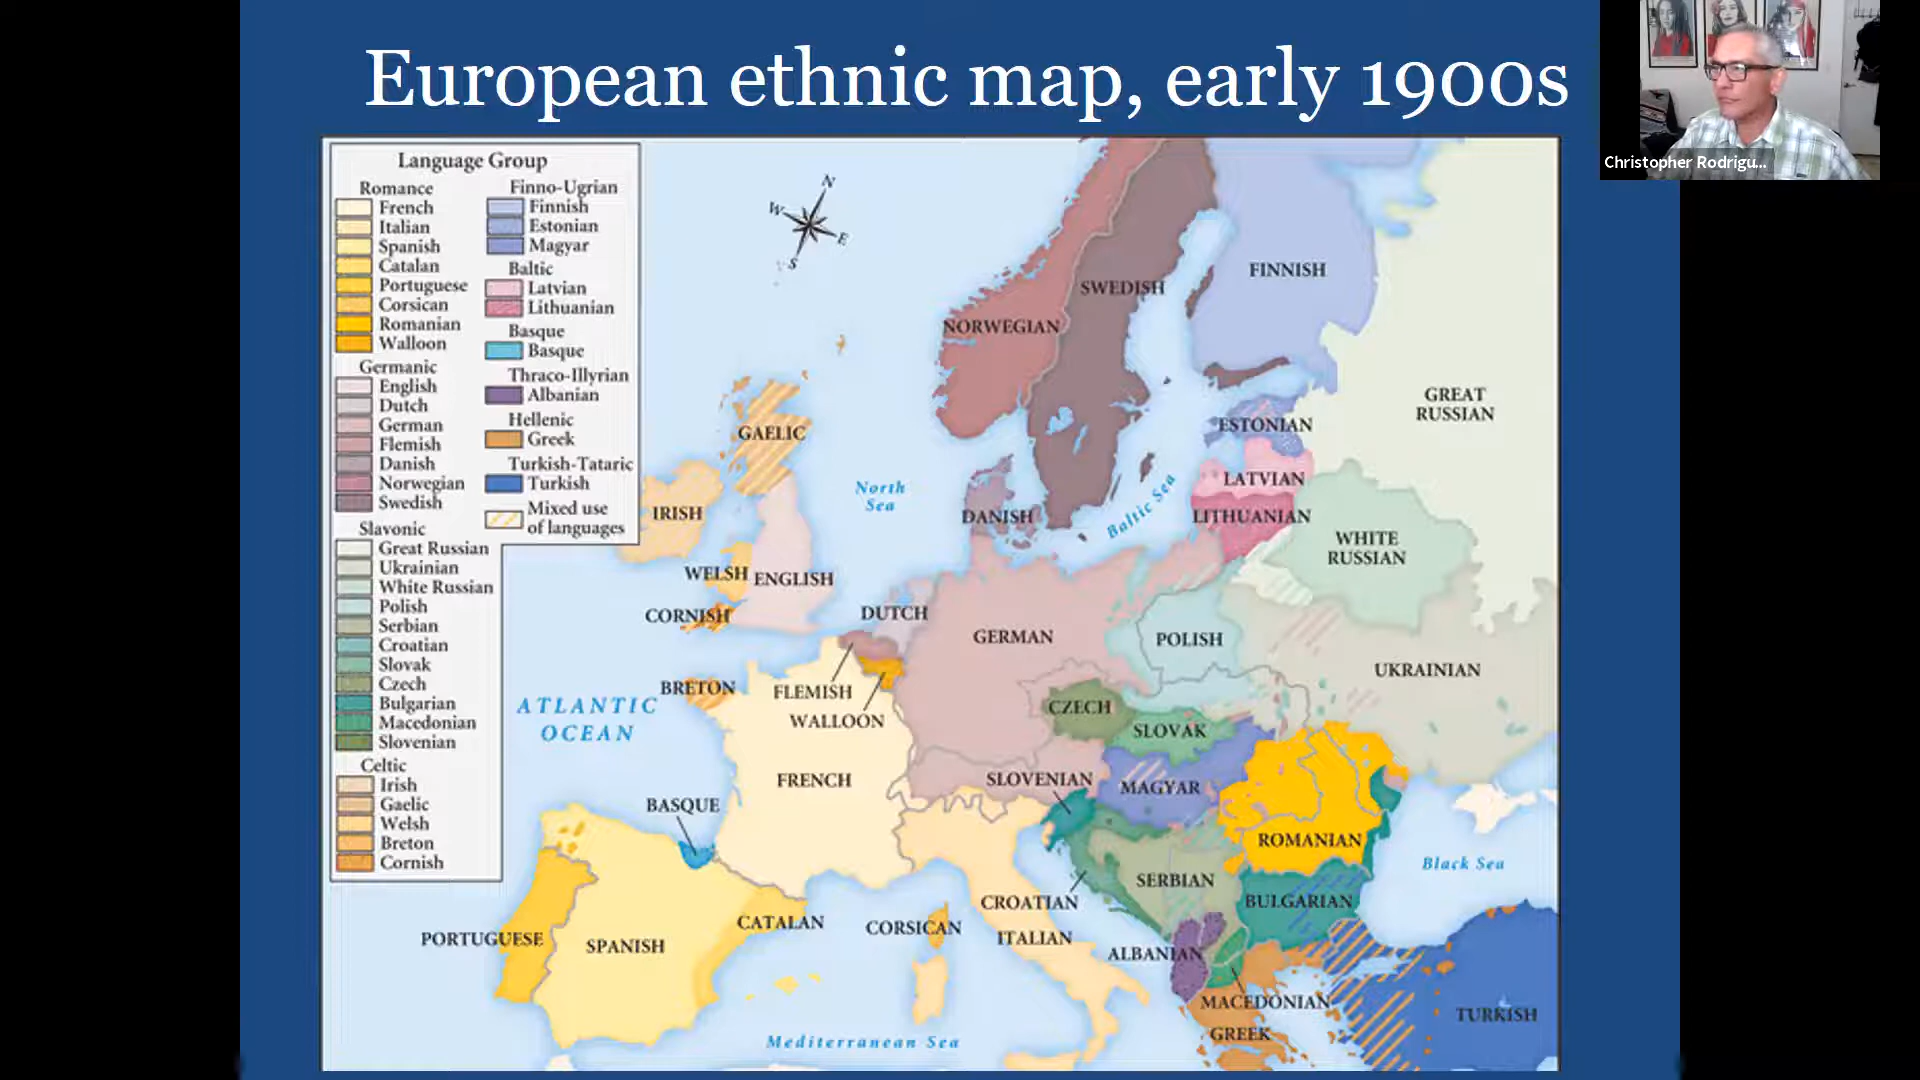 European ethnic map, early 1900s
Christopher Rodrigu...
Language Group
Romance
French
Italian
Spanish
Catalan
Portuguese
Corsican
Romanian
Walloon
Germanic
English
Dutch
German
Flemish
Danish
Norwegian
Swedish
Slavonic
Great Russian
Ukrainian
White Russian
Polish
Serbian
Croatian
Slovak
Czech
Bulgarian
Macedonian
Slovenian
Celtic
Irish
Gaelic
Welsh
Breton
Cornish
Finno-Ugrian
Finnish
Estonian
Magyar
Baltic
Latvian
Lithuanian
Basque
Basque
Thraco-Illyrian
Albanian
Hellenic
Greek
Turkish-Tataric
Turkish
Mixed use
of languages
N
W
E
S
FINNISH
SWEDISH
NORWEGIAN
GREAT
RUSSIAN
ESTONIAN
GAELIC
LATVIAN
North
Sea
Baltic Sea
IRISH
DANISH
LITHUANIAN
WHITE
RUSSIAN
WELSH
ENGLISH
CORNISH
DUTCH
GERMAN
POLISH
UKRAINIAN
BRETON
FLEMISH
WALLOON
CZECH
SLOVAK
ATLANTIC
OCEAN
FRENCH
SLOVENIAN
MAGYAR
BASQUE
ROMANIAN
Black Sea
SERBIAN
CROATIAN
BULGARIAN
CATALAN
CORSICAN
ITALIAN
PORTUGUESE
SPANISH
ALBANIAN
MACEDONIAN
TURKISH
GREEK
Mediterranean Sea